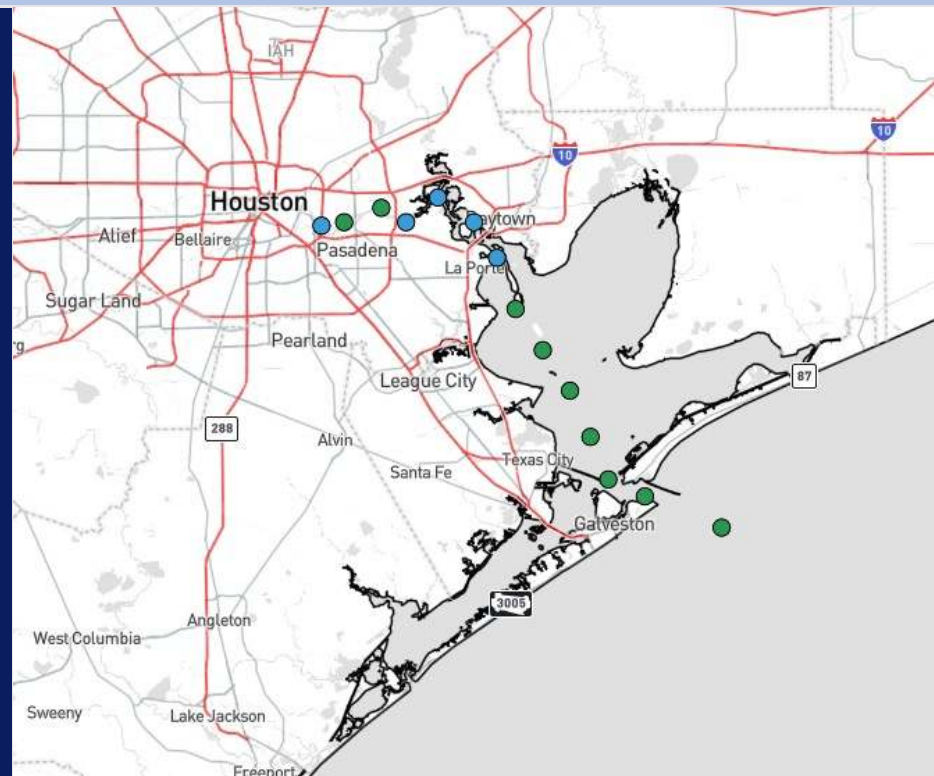 IAH
10
10
Houston
Baytown
Alief
Bellaire
Pasadena
La Porte
Sugar Land
rg
Pearland
League City
87
288
Alvin
Texas City
Santa Fe
Galveston
3005
Angleton
West Columbia
Sweeny
Lake Jackson
Freeport